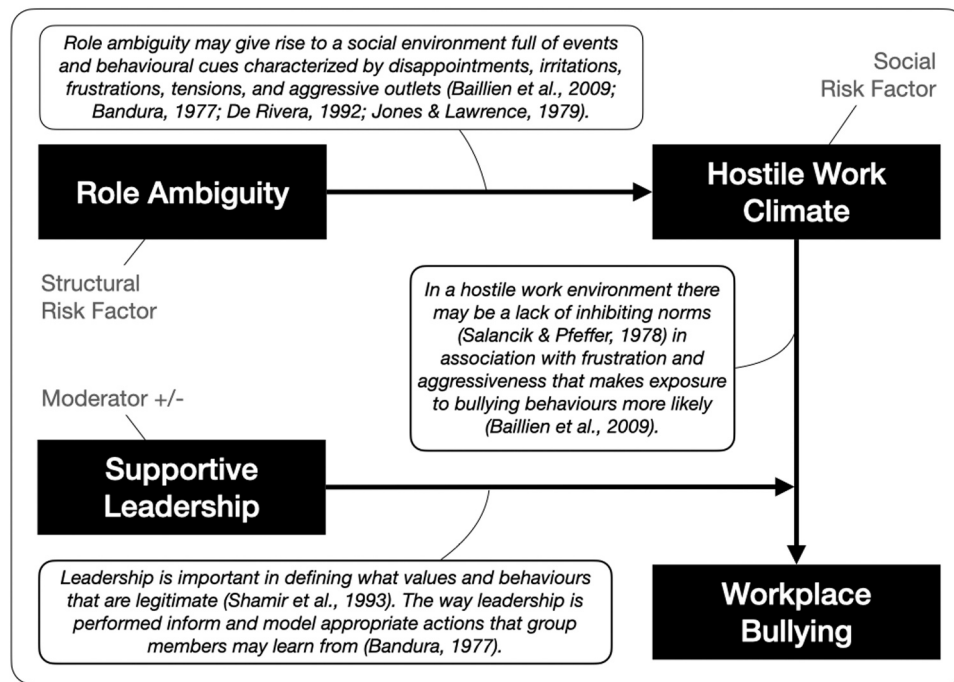 Role ambiguity may give rise to a social environment full of events
and behavioural cues characterized by disappointments, irritations,
frustrations, tensions, and aggressive outlets (Baillien et al., 2009;
Bandura, 1977; De Rivera, 1992; Jones & Lawrence, 1979).
Social
Risk Factor
Role Ambiguity
Hostile Work
Climate
Structural
Risk Factor
In a hostile work environment there
may be a lack of inhibiting norms
(Salancik & Pfeffer, 1978) in
association with frustration and
aggressiveness that makes exposure
to bullying behaviours more likely
(Baillien et al., 2009).
Moderator +/-
Supportive
Leadership
Leadership is important in defining what values and behaviours
that are legitimate (Shamir et al., 1993). The way leadership is
performed inform and model appropriate actions that group
members may learn from (Bandura, 1977).
Workplace
Bullying